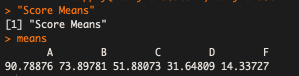 > "Score Means"
[1] "Score Means"
> means
A B C D F
90.78876 73.89781 51.88073 31.64809 14.33727